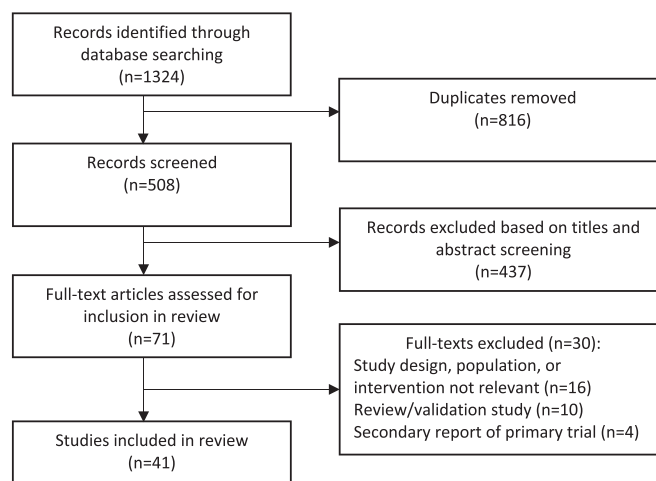 Records identified through
database searching
(n=1324)
Duplicates removed
(n=816)
Records screened
(n=508)
Records excluded based on titles and
abstract screening
(n=437)
Full-text articles assessed for
inclusion in review
(n=71)
Full-texts excluded (n=30):
Study design, population, or
intervention not relevant (n=16)
Review/validation study (n=10)
Secondary report of primary trial (n=4)
Studies included in review
(n=41)